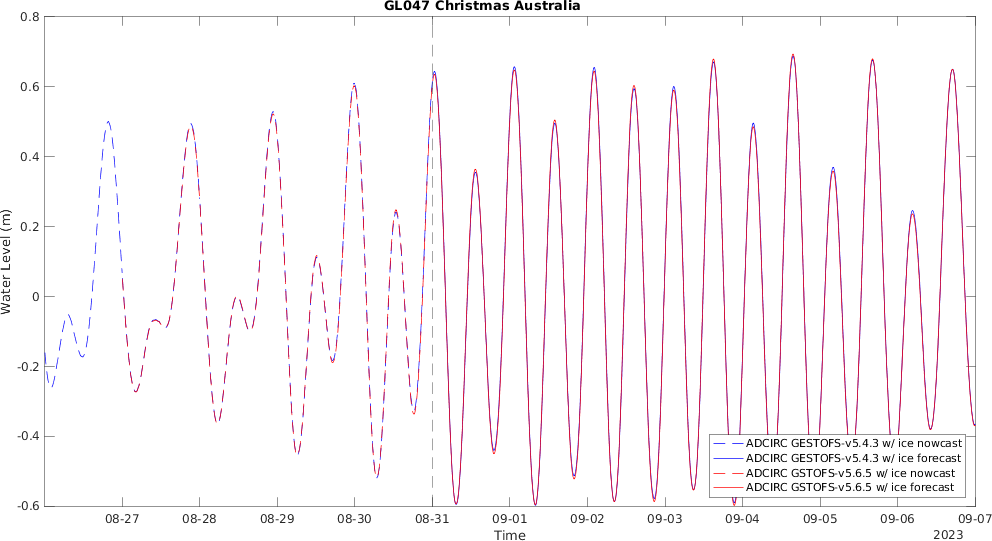 GL047 Christmas Australia
0.8
0.6
0.4
0.2
0
-0.2
-0.4
-0.6
Water Level (m)
ADCIRC GESTOFS-v5.4.3 w/ ice nowcast
ADCIRC GESTOFS-v5.4.3 w/ ice forecast
ADCIRC GSTOFS-v5.6.5 w/ ice nowcast
ADCIRC GSTOFS-v5.6.5 w/ ice forecast
08-27 08-28 08-29 08-30 08-31 09-01 09-02 09-03 09-04 09-05 09-06 09-07
Time
2023